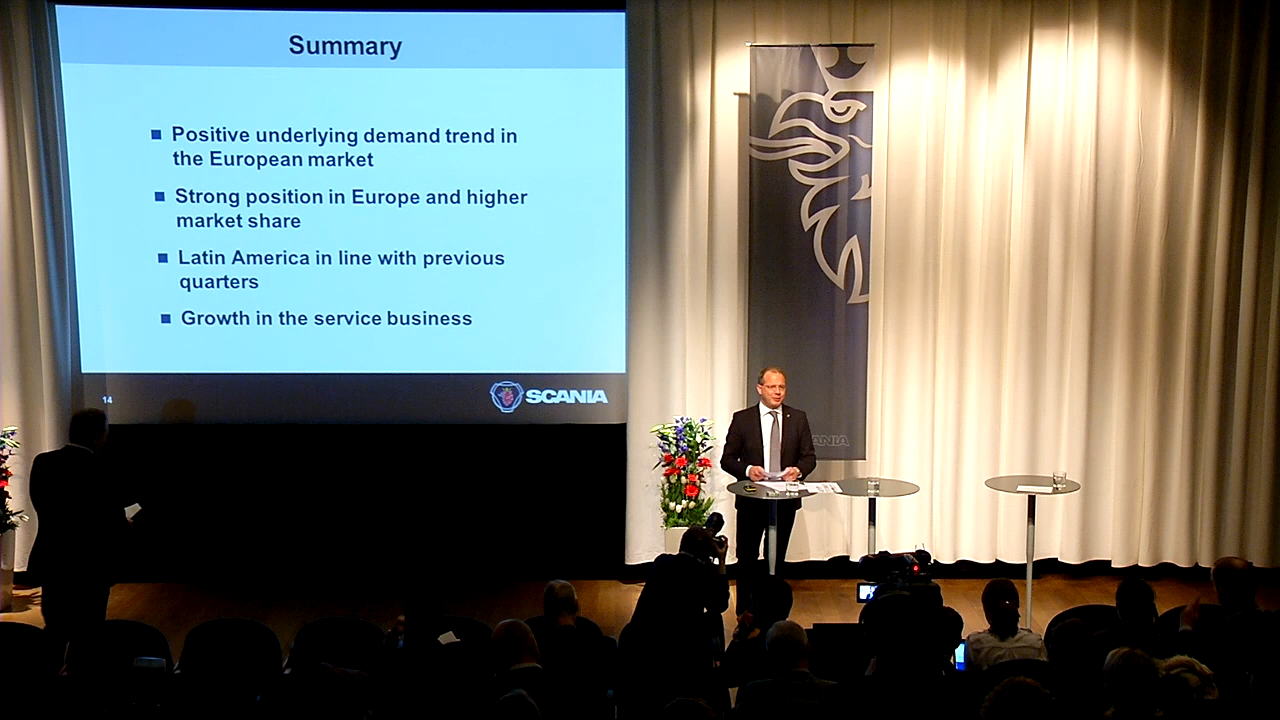 Summary
Positive underlying demand trend in
the European market
Strong position in Europe and higher
market share
Latin America in line with previous
quarters
Growth in the service business
14
SCANIA
ANIA